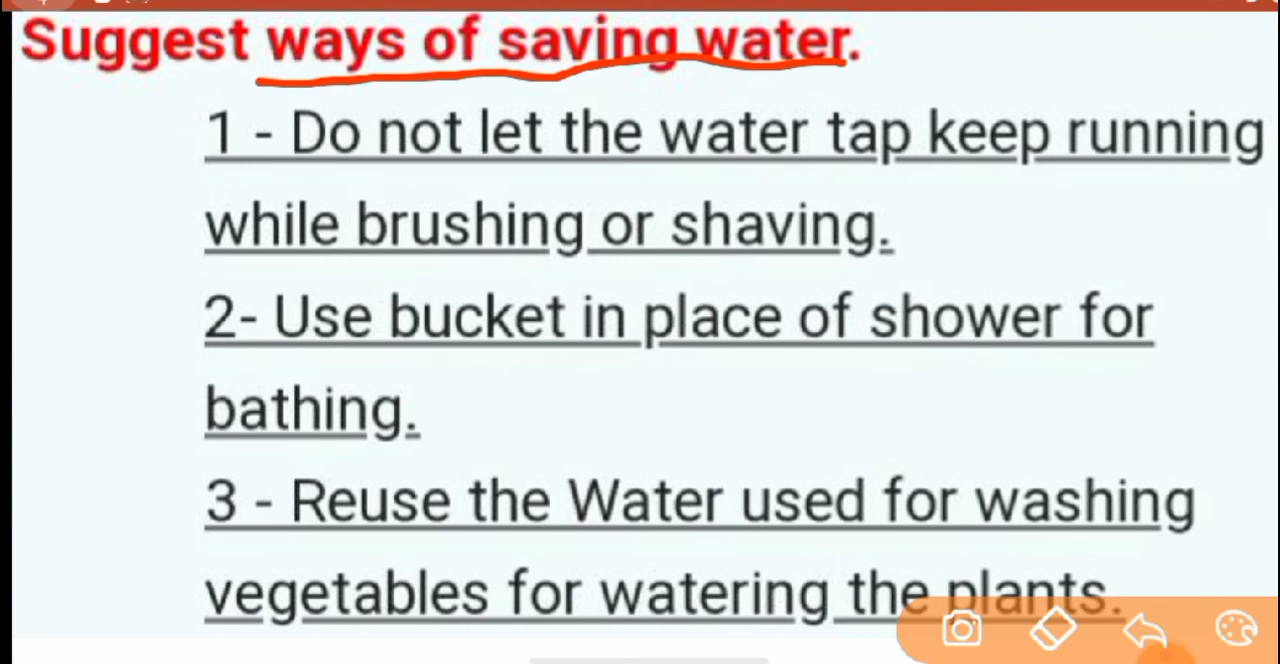 Suggest ways of saving water.
1 - Do not let the water tap keep running
while brushing or shaving.
2- Use bucket in place of shower for
bathing.
3 - Reuse the Water used for washing
vegetables for watering the plants.